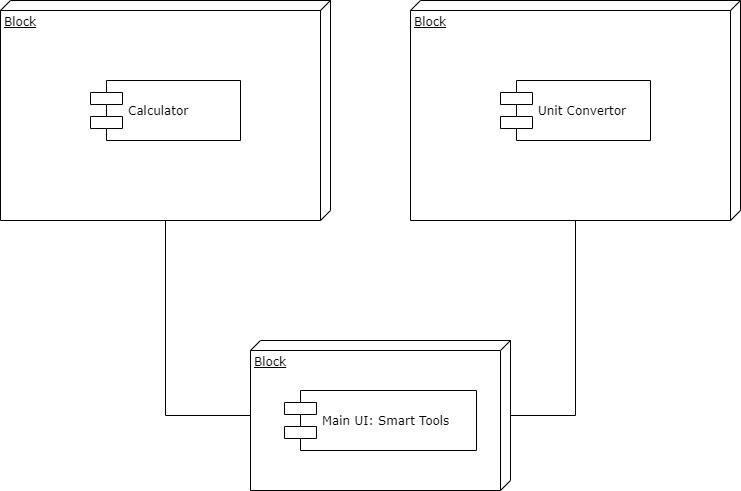 Block
Calculator
Block
Unit Convertor
Block
Main UI: Smart Tools